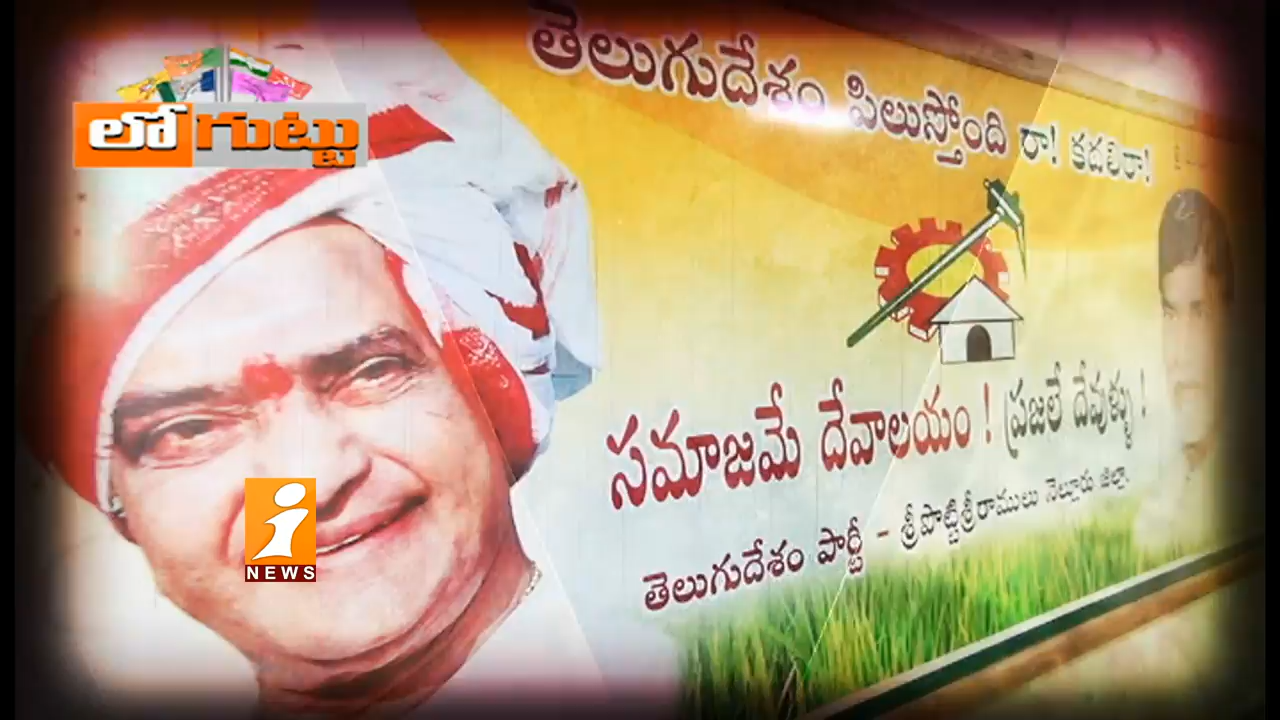 తెలుగుదేశం పిలుస్తోంది రా! కదలిరా!
లోగుట్టు
సమాజమే దేవాలయం! ప్రజలే దేవుళ్ళు!
తెలుగుదేశం పార్టీ - శ్రీ పొట్టిశ్రీరాములు నెల్లూరు జిల్లా.
i
NEWS